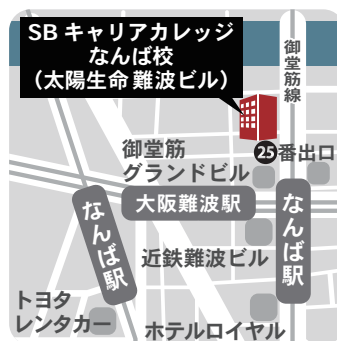 SBキャリアカレッジ
なんば校
（太陽生命難波ビル）
御堂筋線
25番出口
御堂筋
グランドビル
大阪難波駅
なんば駅
なんば駅
近鉄難波ビル
トヨタ
レンタカー
ホテルロイヤル